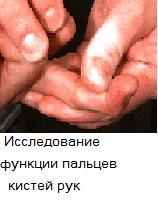 Исследование
функции пальцев
кистей рук